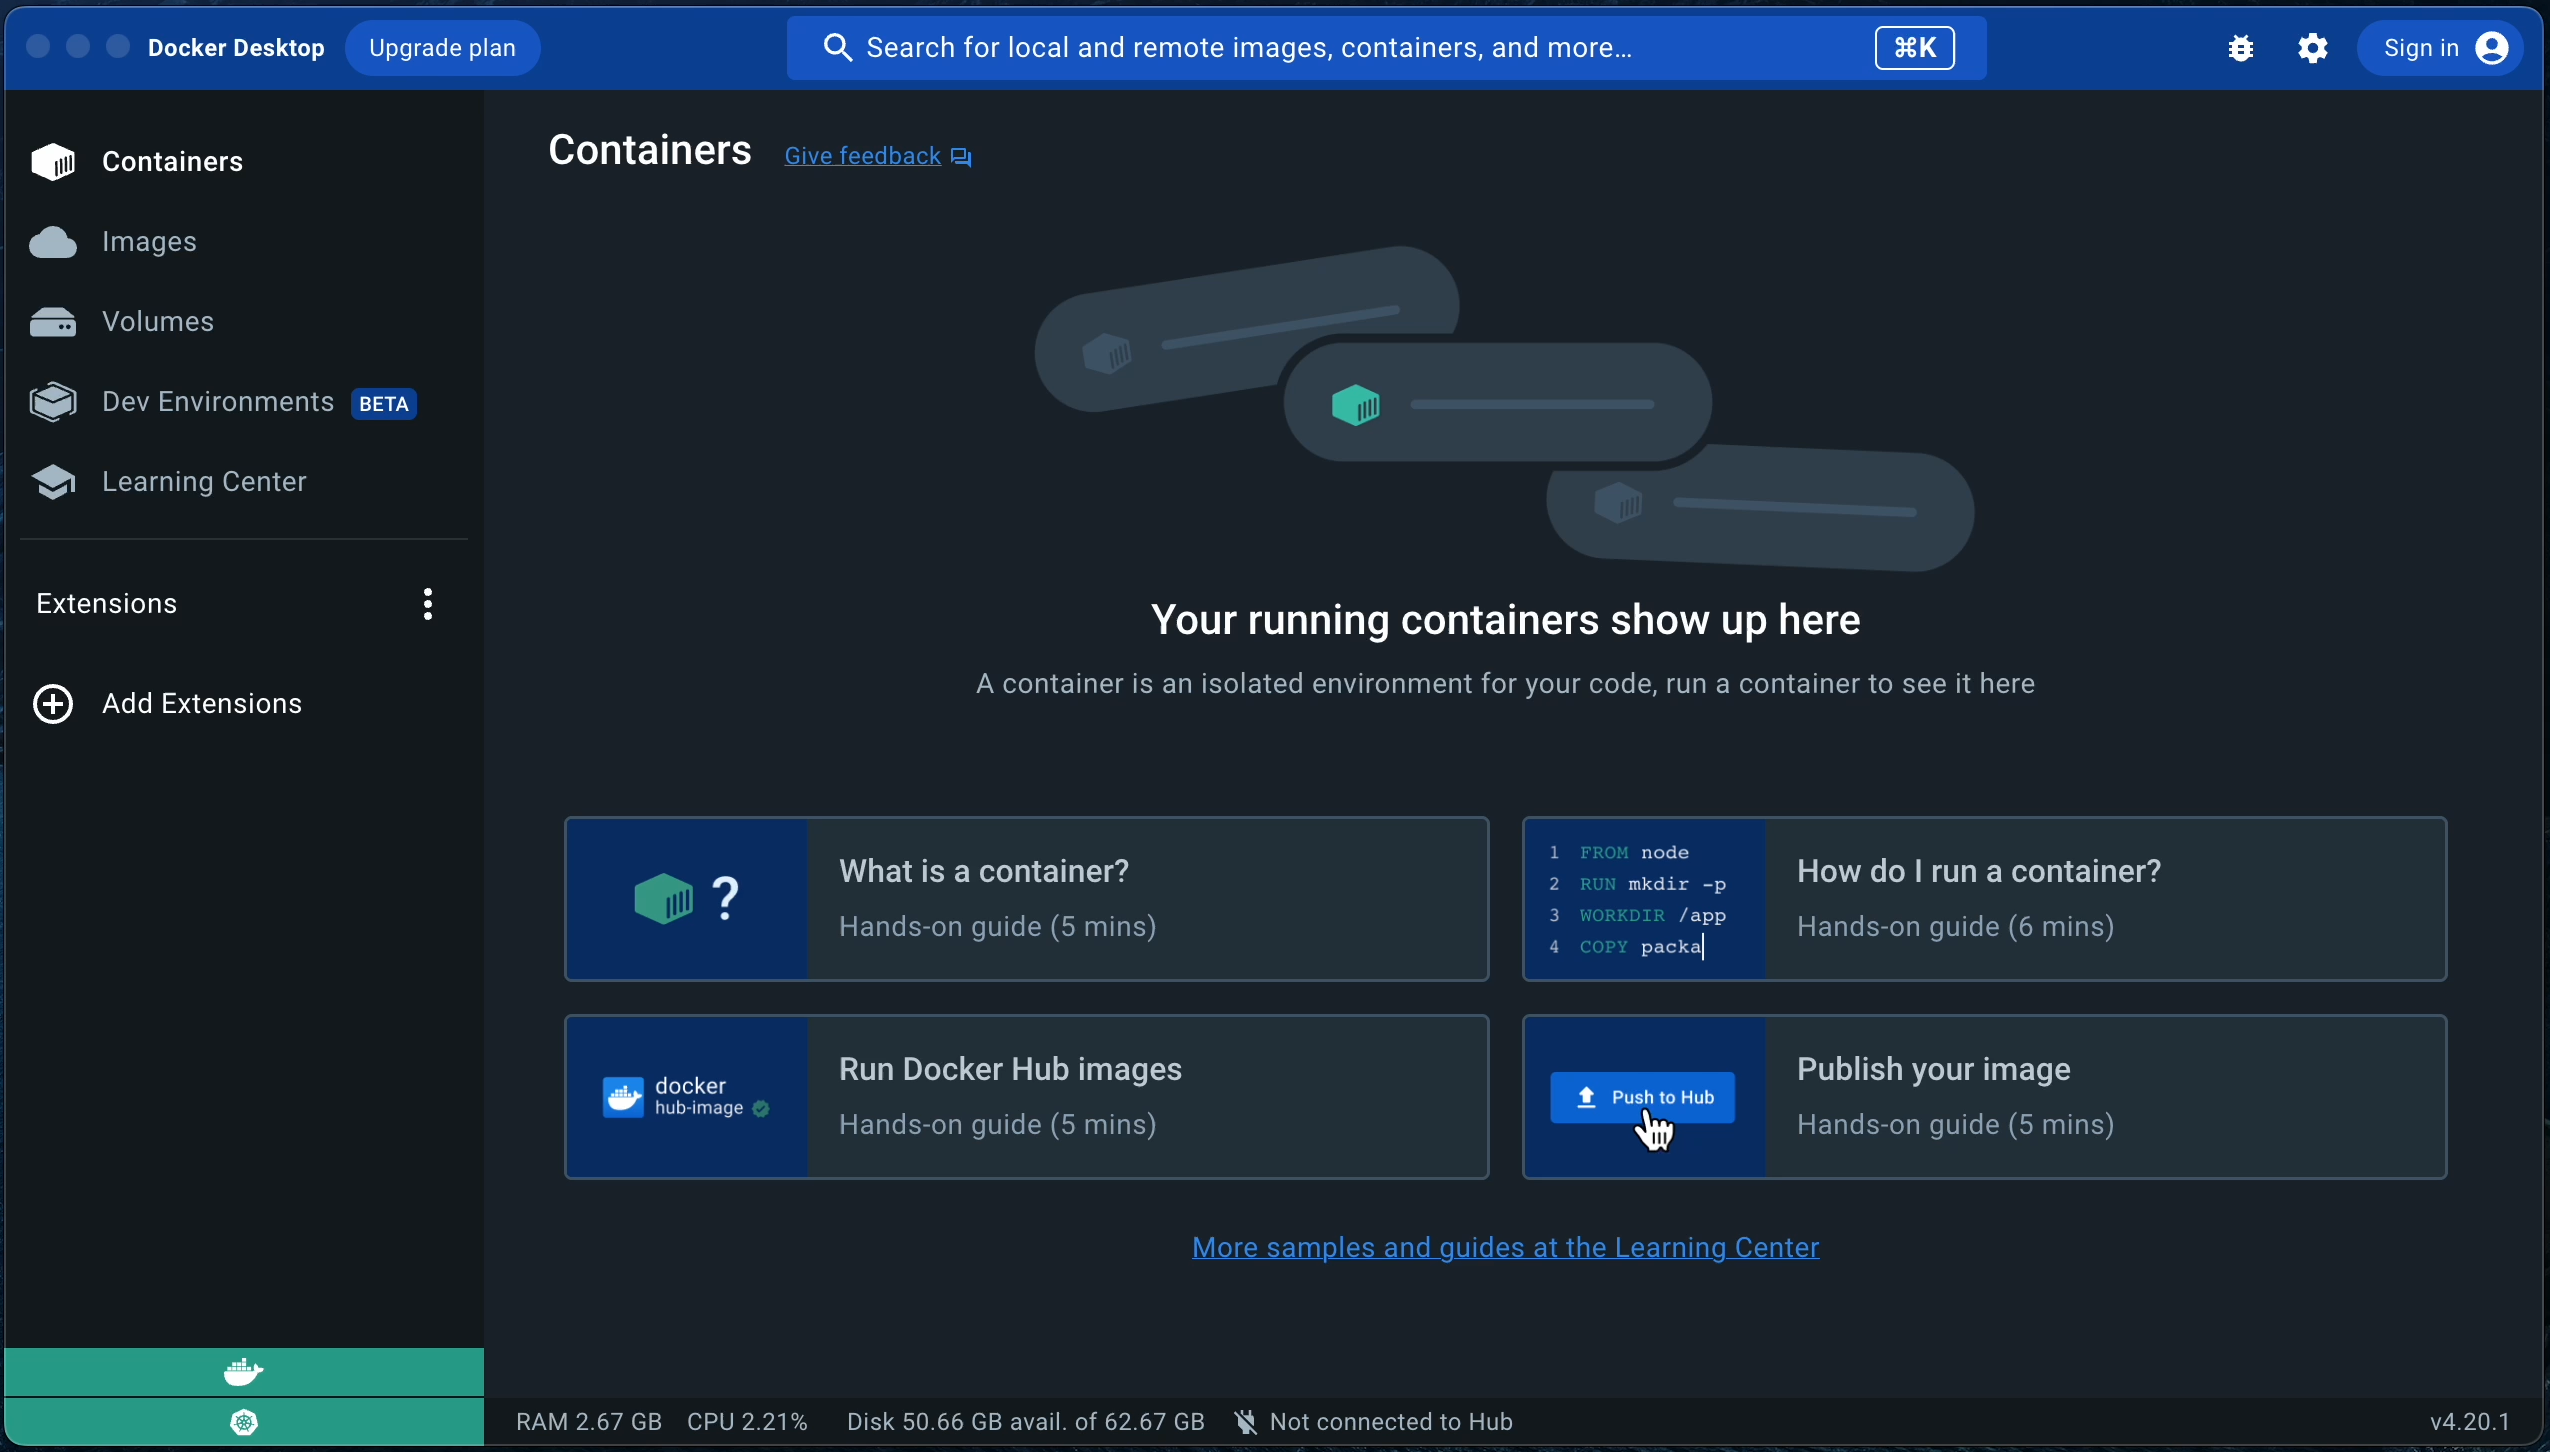 Docker Desktop
Upgrade plan
Search for local and remote images, containers, and more...
⌘K
Sign in
Containers
Images
Volumes
Dev Environments BETA
Learning Center
Extensions
Add Extensions
Containers
Give feedback
Your running containers show up here
A container is an isolated environment for your code, run a container to see it here
?
What is a container?
Hands-on guide (5 mins)
1 FROM node
2 RUN mkdir -p
3 WORKDIR /app
4 COPY packa
How do I run a container?
Hands-on guide (6 mins)
docker
hub-image
Run Docker Hub images
Hands-on guide (5 mins)
Push to Hub
Publish your image
Hands-on guide (5 mins)
More samples and guides at the Learning Center
RAM 2.67 GB CPU 2.21% Disk 50.66 GB avail. of 62.67 GB Not connected to Hub
v4.20.1